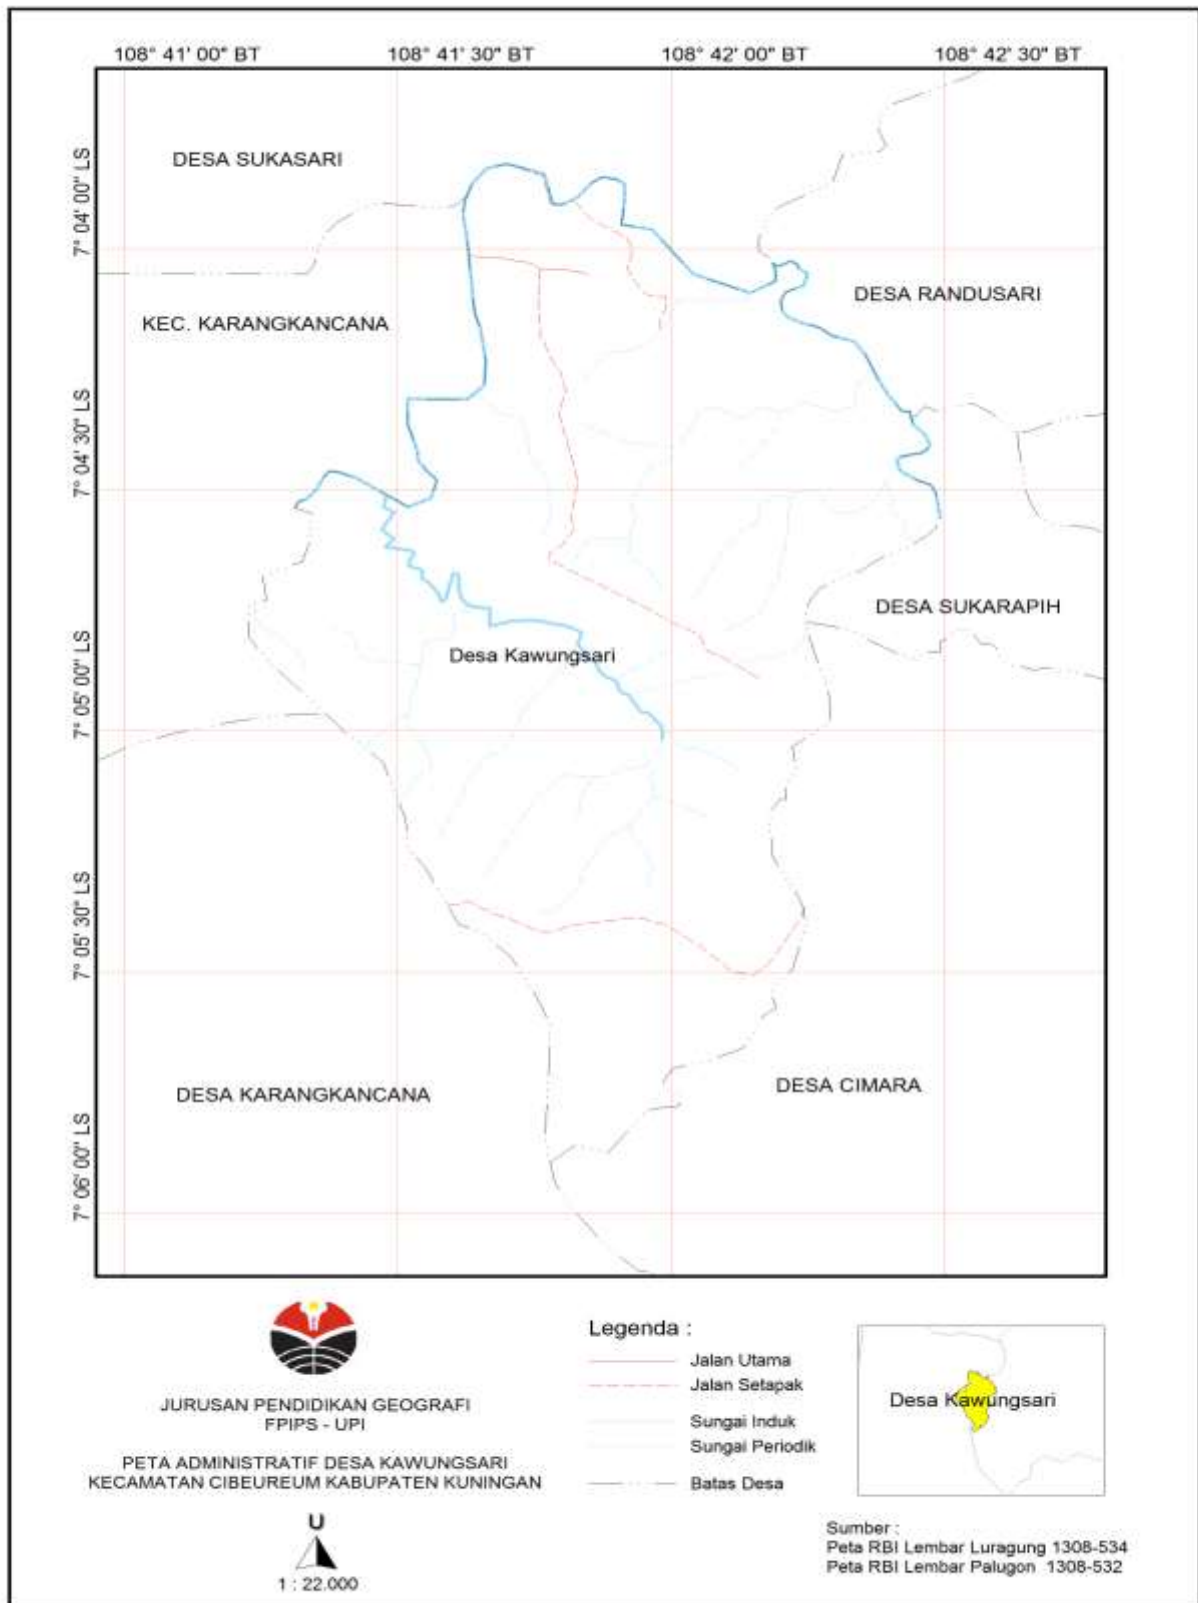 108° 41' 00" BT
108° 41' 30" BT
108° 42' 00" BT
108° 42' 30" BT
7° 04' 00" LS
7° 04' 30" LS
7° 05' 00" LS
7° 05' 30" LS
7° 06' 00" LS
DESA SUKASARI
DESA RANDUSARI
KEC. KARANGKANCANA
DESA SUKARAPIH
Desa Kawungsari
DESA CIMARA
DESA KARANGKANCANA
JURUSAN PENDIDIKAN GEOGRAFI
FPIPS - UPI
PETA ADMINISTRATIF DESA KAWUNGSARI
KECAMATAN CIBEUREUM KABUPATEN KUNINGAN
U
1 : 22.000
Legenda :
Jalan Utama
Jalan Setapak
Sungai Induk
Sungai Periodik
Batas Desa
Desa Kawungsari
Sumber :
Peta RBI Lembar Luragung 1308-534
Peta RBI Lembar Palugon 1308-532